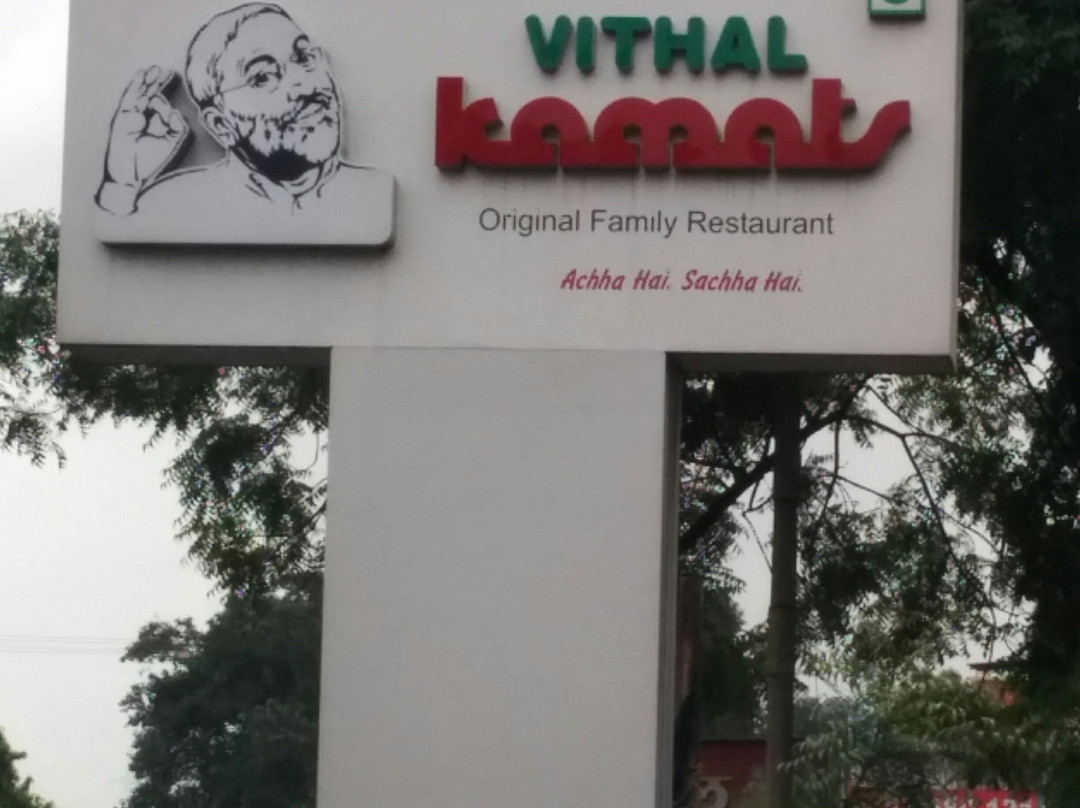 VITHAL
kamats
Original Family Restaurant
Achha Hai. Sachha Hai.